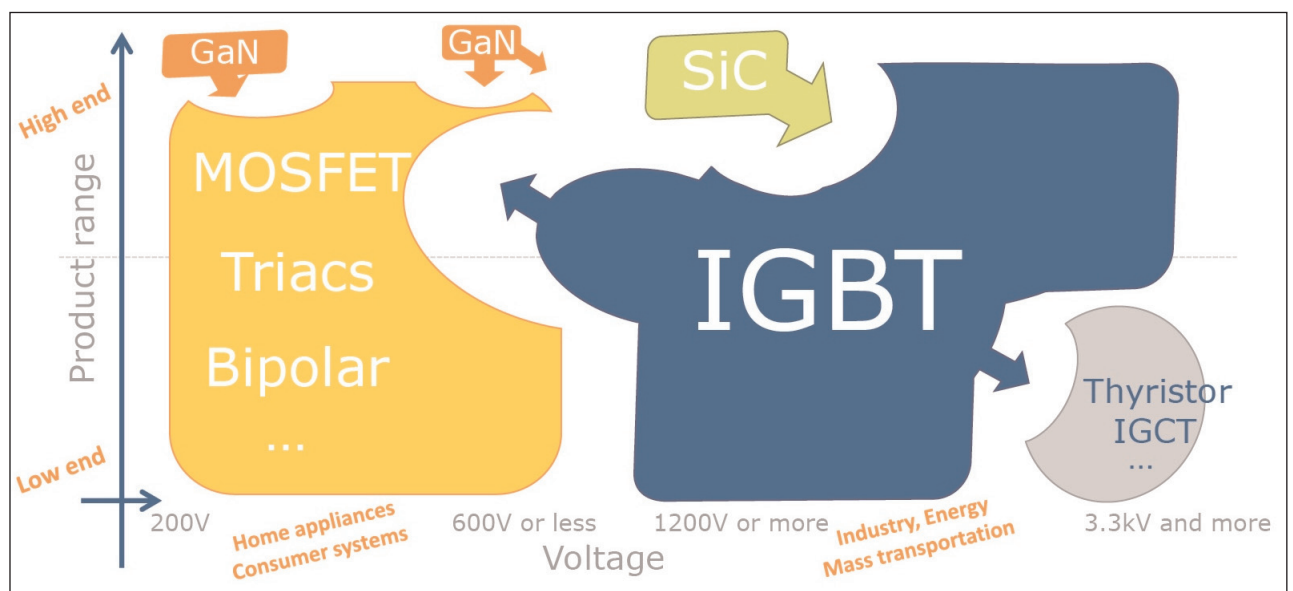 GaN
GaN
SiC
High end
Product range
Low end
MOSFET
Triacs
Bipolar
...
IGBT
Thyristor
IGCT
...
200V
Home appliances
Consumer systems
600V or less
1200V or more
Industry, Energy
Mass transportation
3.3kV and more
Voltage